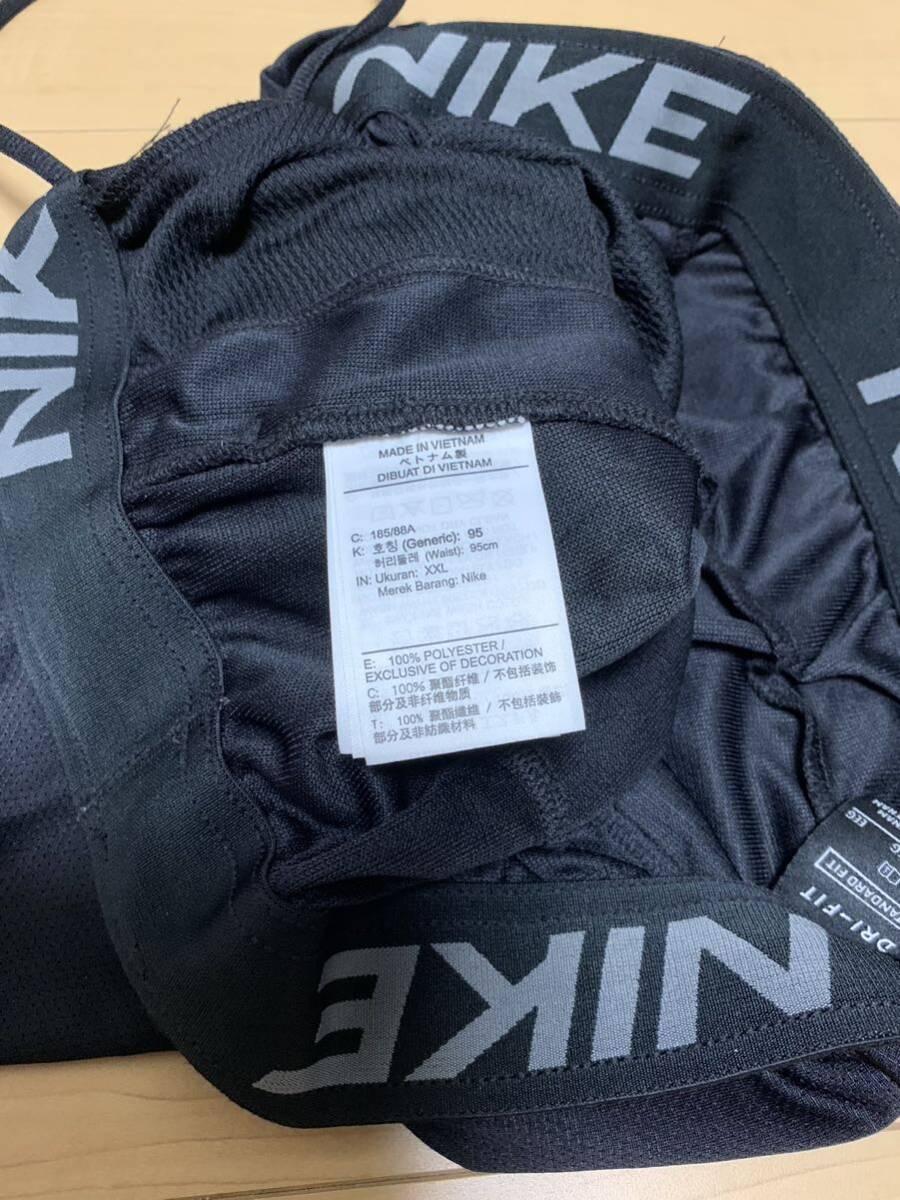 NIKE
NIK
MADE IN VIETNAM
ベトナム製
DIBUAT DI VIETNAM
C: 185/88A
K: 호칭 (Generic): 95
허리둘레 (Waist): 95cm
IN: Ukuran: XXL
Merek Barang: Nike
E: 100% POLYESTER /
EXCLUSIVE OF DECORATION
C: 100% 聚酯纤维 / 不包括装饰
部分及非纤维物质
T: 100% 聚酯纖維 / 不包括裝飾
部分及非紡織材料
DRI-FIT
STANDARD FIT
NIKE